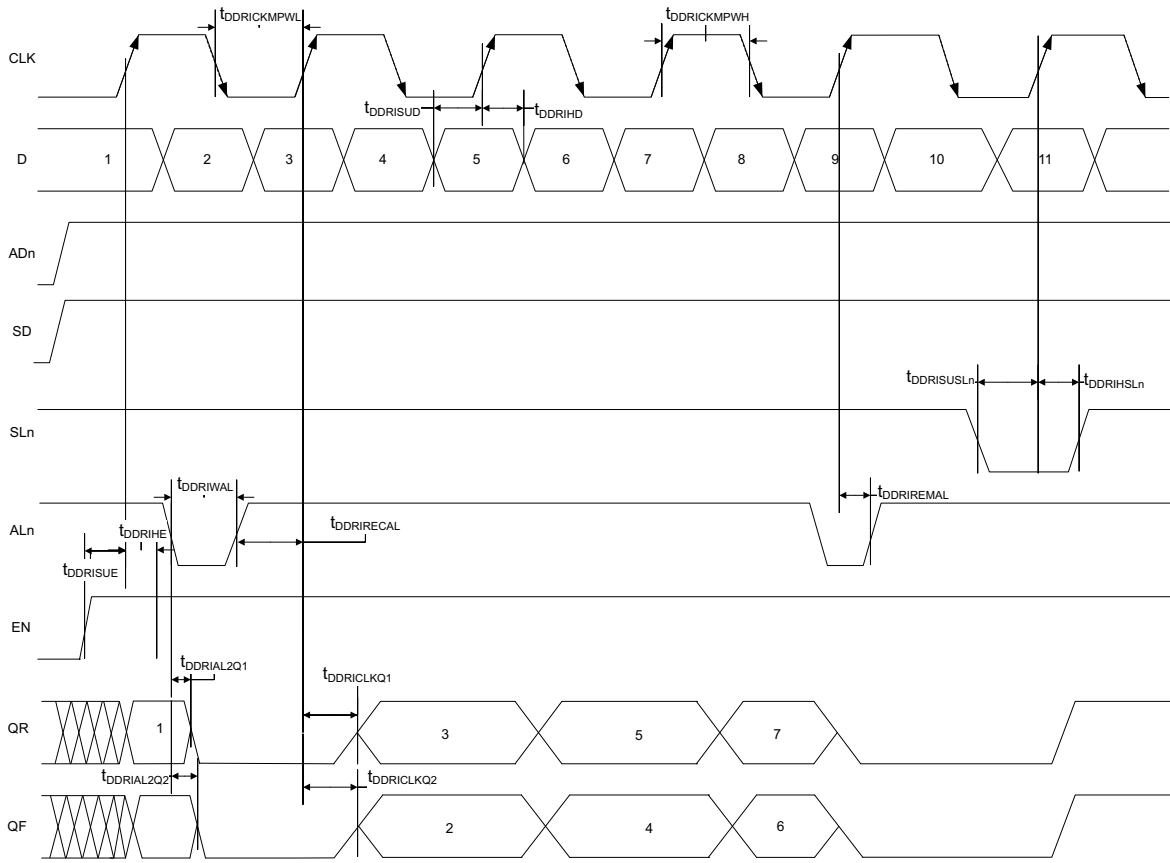 tDDRICKMPWL
tDDRICKMPWH
CLK
tDDRISUD
tDDRIHD
D
1
2
3
4
5
6
7
8
9
10
11
ADn
SD
tDDRISUSLn
tDDRIHSLn
SLn
tDDRIWAL
tDDRIREMAL
ALn
tDDRIHE
tDDRIRECAL
tDDRISUE
EN
tDDRIAL2Q1
tDDRICLKQ1
QR
1
3
5
7
tDDRIAL2Q2
tDDRICLKQ2
QF
2
4
6